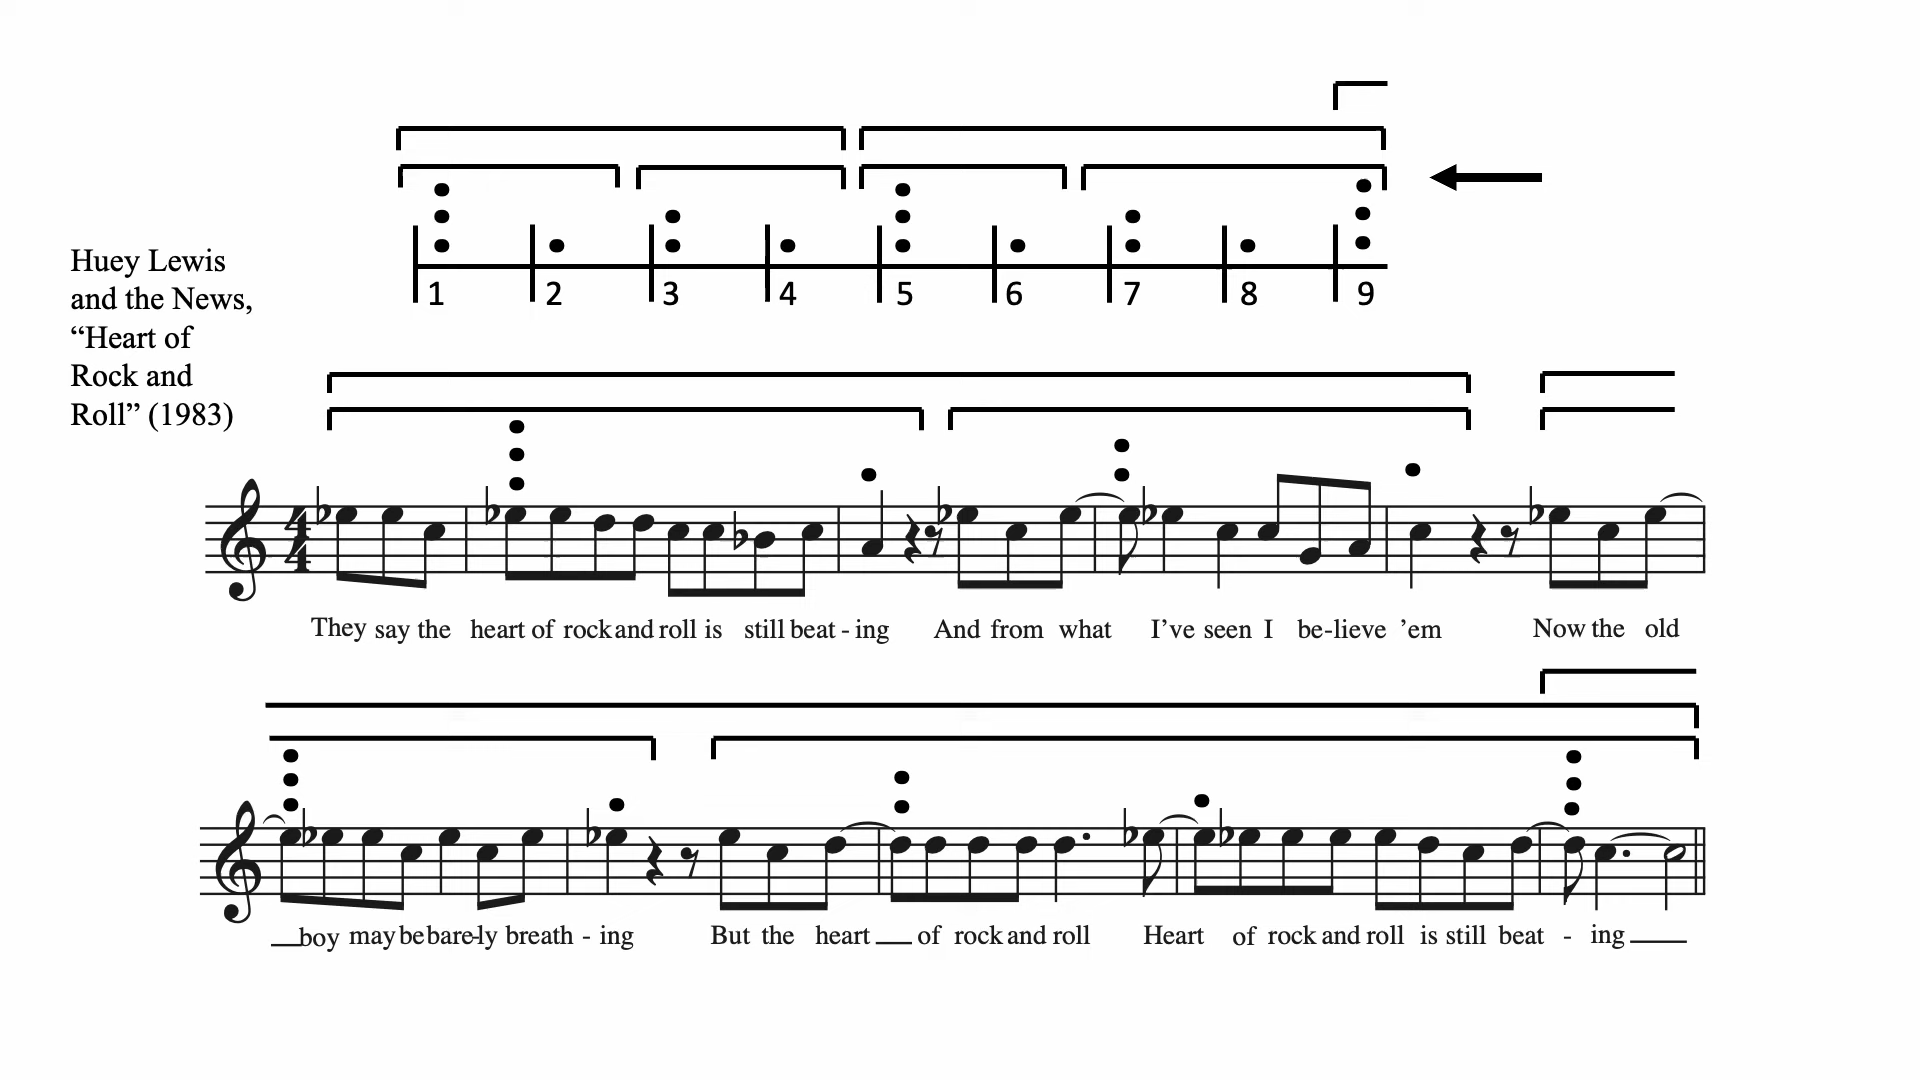 1 2 3 4 5 6 7 8 9
Huey Lewis
and the News,
“Heart of
Rock and
Roll” (1983)
4
4
They say the heart of rock and roll is still beat - ing And from what I’ve seen I be-lieve ’em Now the old
boy may be bare-ly breath - ing But the heart of rock and roll Heart of rock and roll is still beat - ing